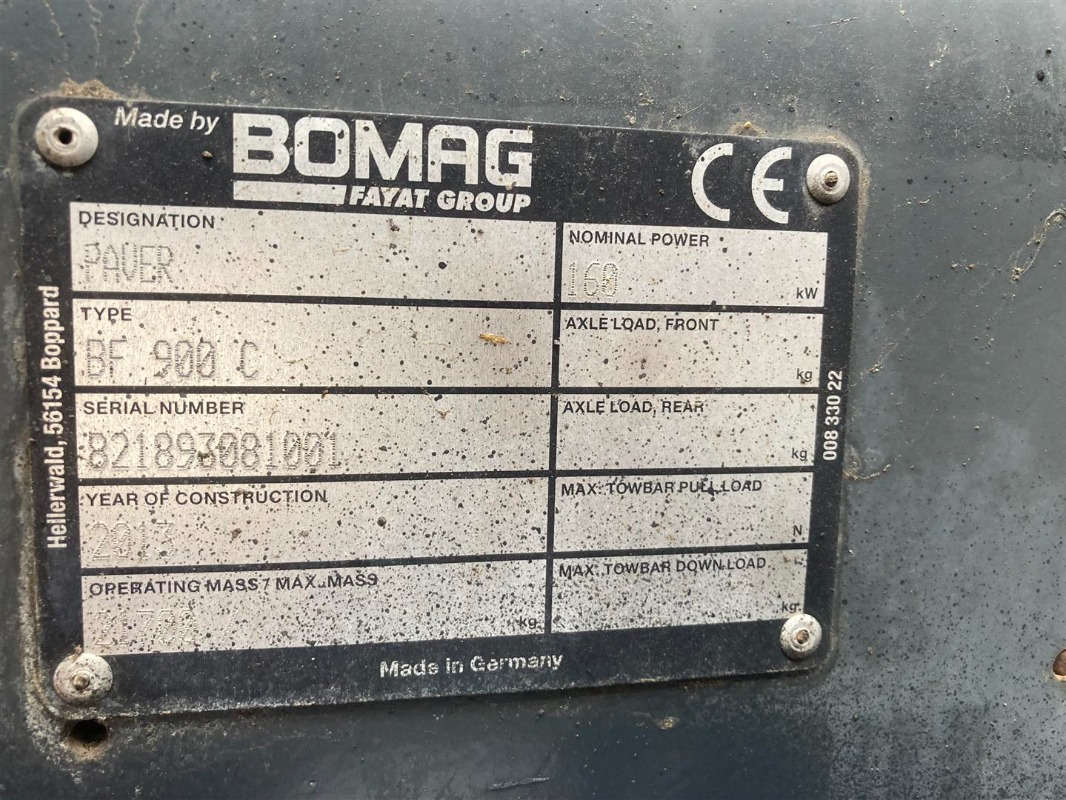 Made by BOMAG
FAYAT GROUP
CE
DESIGNATION
PAVER
NOMINAL POWER
160 kW
TYPE
BF 900 C
AXLE LOAD, FRONT
kg
SERIAL NUMBER
821893081001
AXLE LOAD, REAR
kg
YEAR OF CONSTRUCTION
2013
MAX. TOWBAR PULL LOAD
N
OPERATING MASS / MAX. MASS
kg
MAX. TOWBAR DOWN LOAD
kg
Made in Germany
Hellerwald, 56154 Boppard
008 330 22